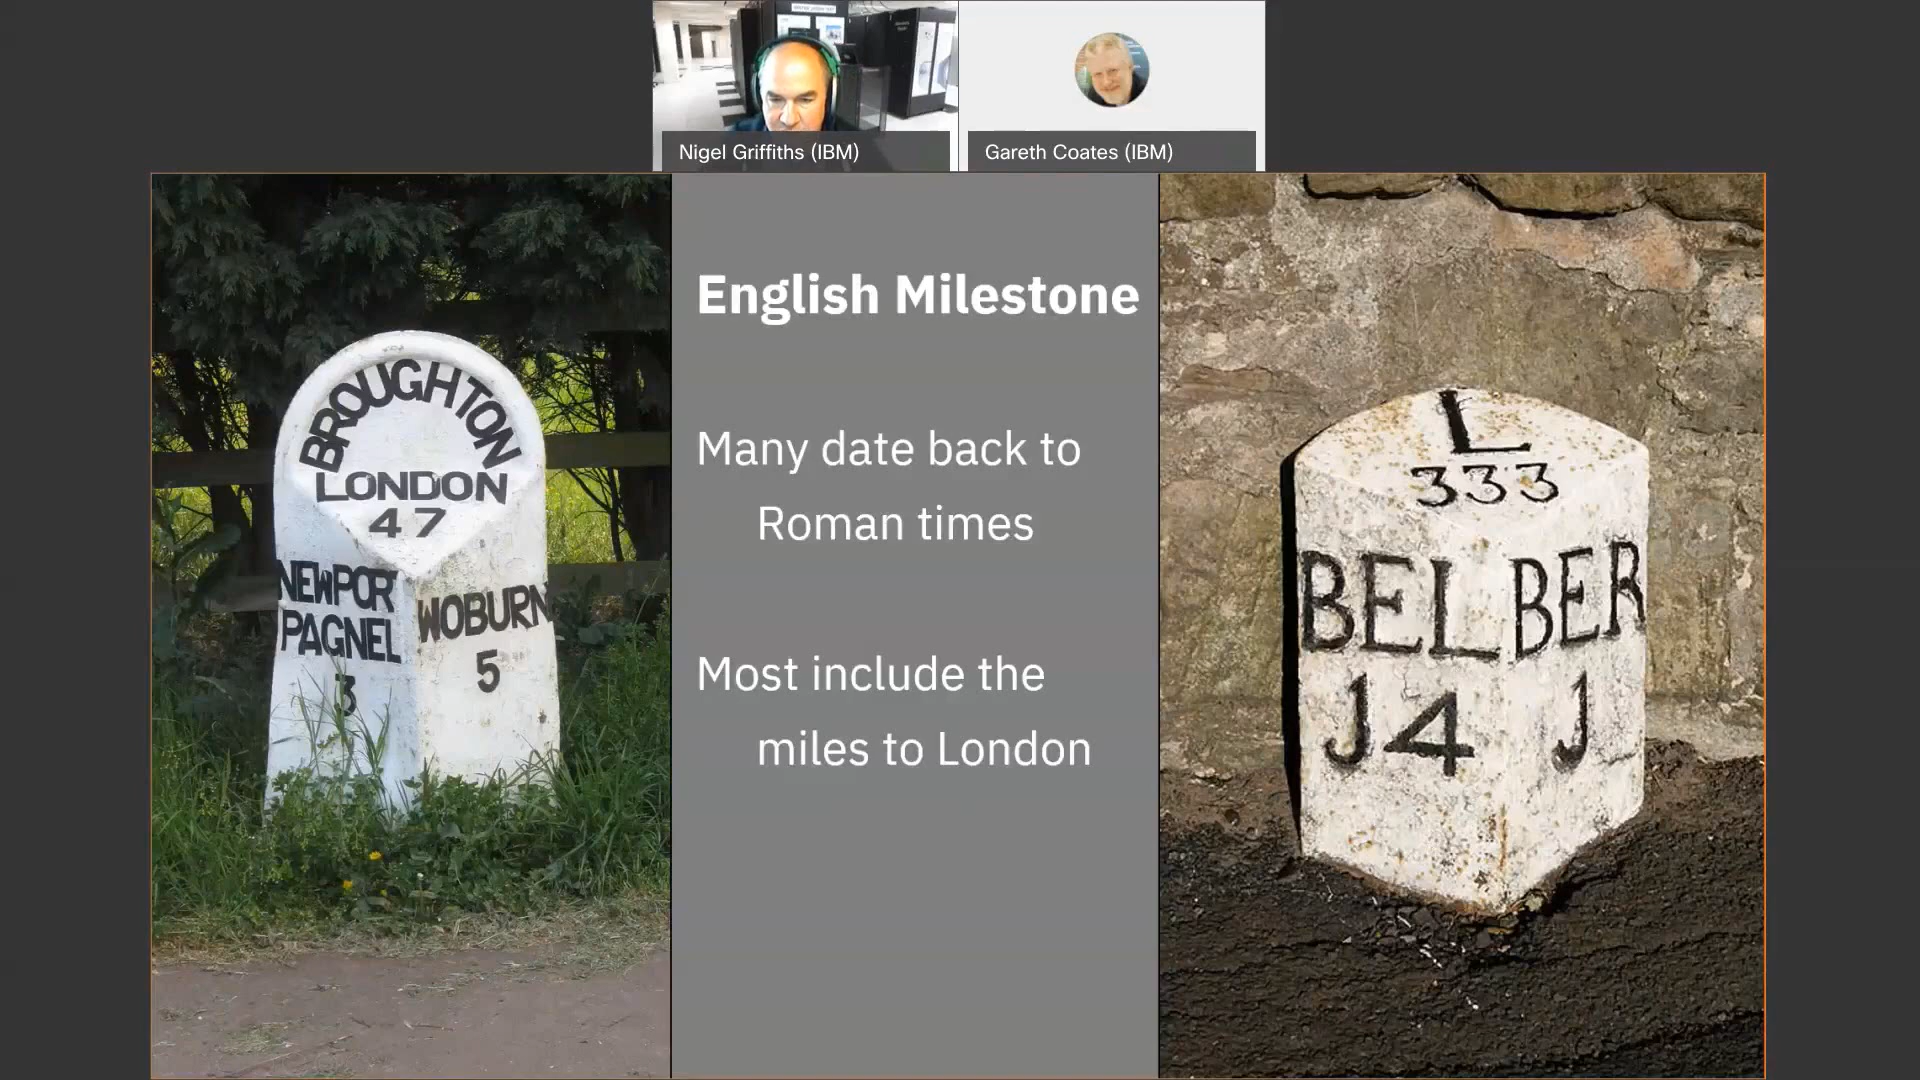 Nigel Griffiths (IBM)
Gareth Coates (IBM)
BROUGHTON
LONDON
47
NEWPOR
PAGNEL
3
WOBURN
5
English Milestone
Many date back to
Roman times
Most include the
miles to London
L
333
BEL
J4
BER
J